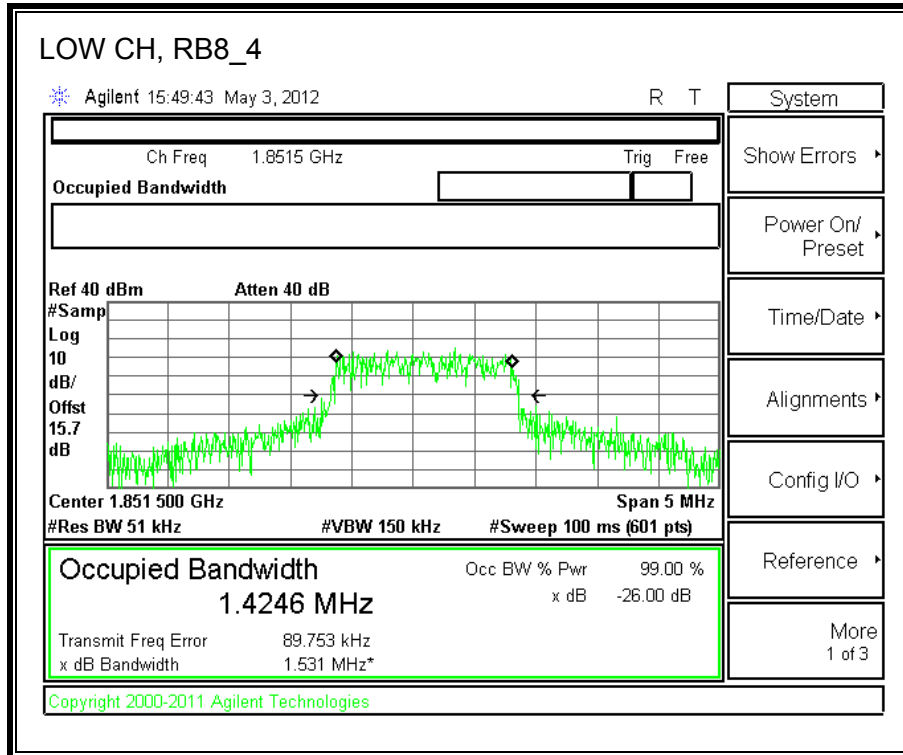 LOW CH, RB8_4
Agilent 15:49:43 May 3, 2012 R T
System
Ch Freq 1.8515 GHz Trig Free
Occupied Bandwidth
Show Errors
Power On/
Preset
Time/Date
Alignments
Config I/O
Reference
More
1 of 3
Ref 40 dBm Atten 40 dB
#Samp
Log
10
dB/
Offst
15.7
dB
Center 1.851 500 GHz Span 5 MHz
#Res BW 51 kHz #VBW 150 kHz #Sweep 100 ms (601 pts)
Occupied Bandwidth Occ BW % Pwr 99.00 %
1.4246 MHz x dB -26.00 dB
Transmit Freq Error 89.753 kHz
x dB Bandwidth 1.531 MHz*
Copyright 2000-2011 Agilent Technologies